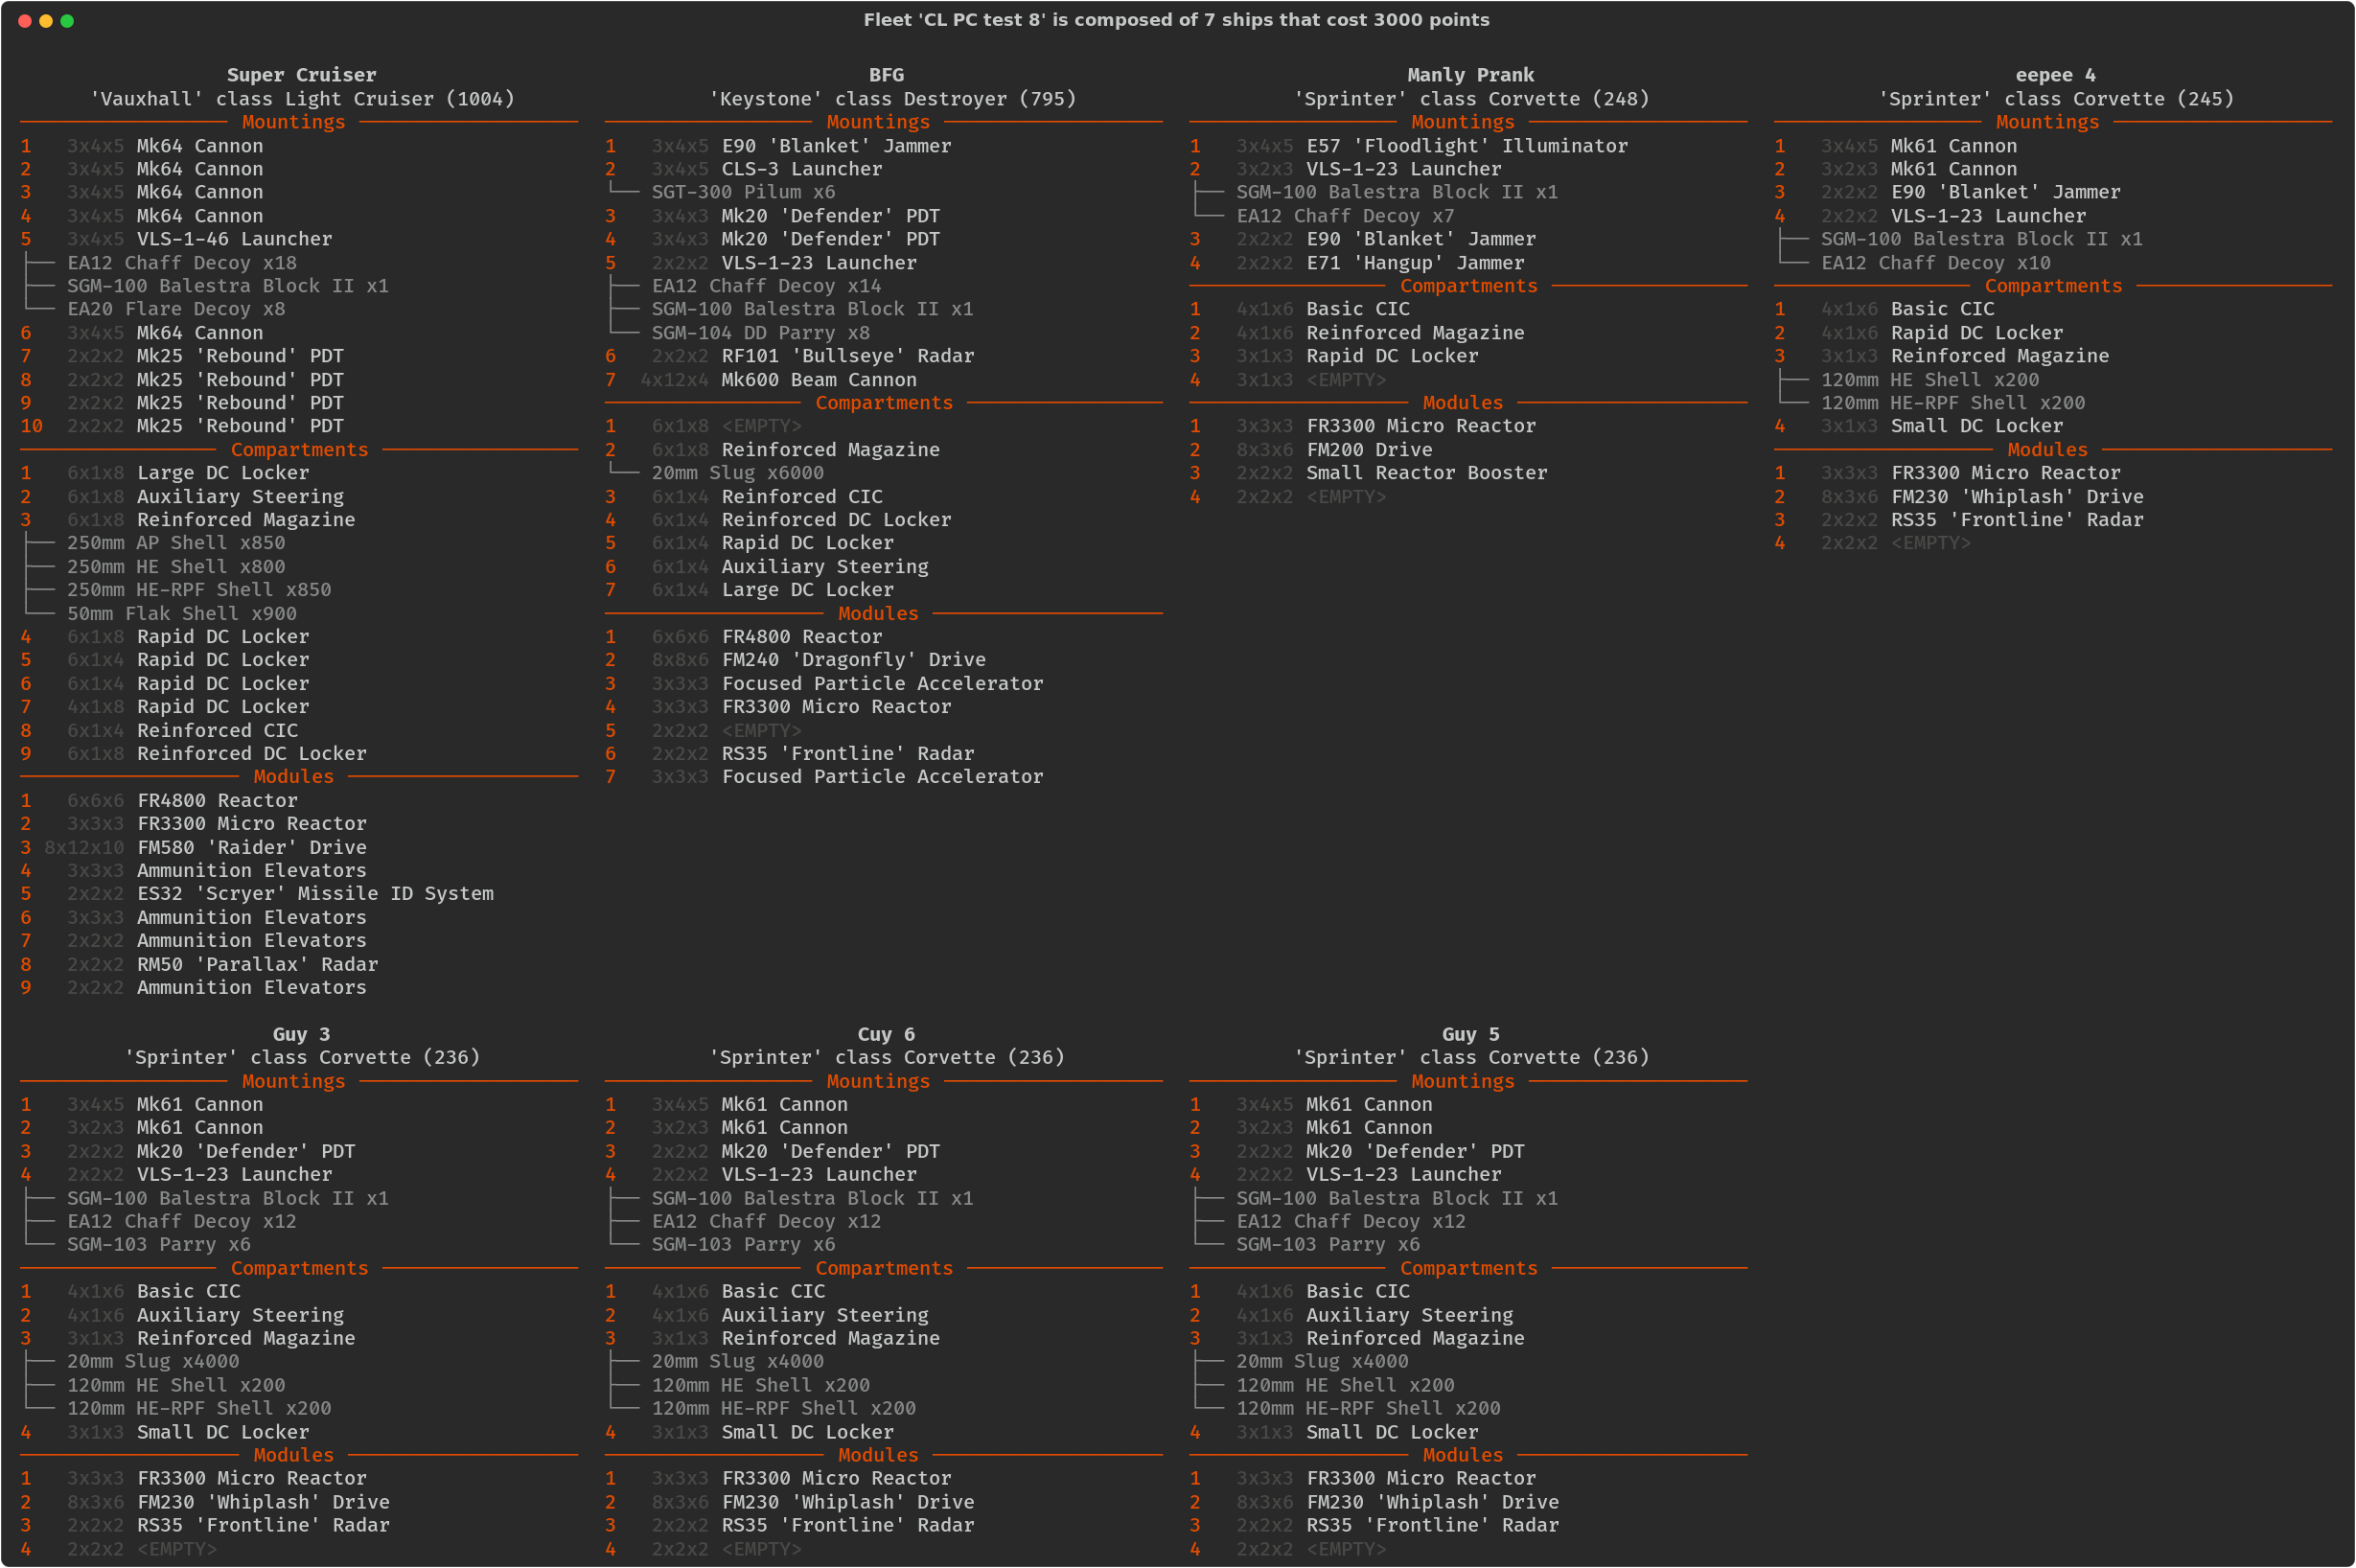 Fleet 'CL PC test 8' is composed of 7 ships that cost 3000 points
Super Cruiser
'Vauxhall' class Light Cruiser (1004)
Mountings
1 3x4x5 Mk64 Cannon
2 3x4x5 Mk64 Cannon
3 3x4x5 Mk64 Cannon
4 3x4x5 Mk64 Cannon
5 3x4x5 VLS-1-46 Launcher
EA12 Chaff Decoy x18
SGM-100 Balestra Block II x1
EA20 Flare Decoy x8
6 3x4x5 Mk64 Cannon
7 2x2x2 Mk25 'Rebound' PDT
8 2x2x2 Mk25 'Rebound' PDT
9 2x2x2 Mk25 'Rebound' PDT
10 2x2x2 Mk25 'Rebound' PDT
Compartments
1 6x1x8 Large DC Locker
2 6x1x8 Auxiliary Steering
3 6x1x8 Reinforced Magazine
250mm AP Shell x850
250mm HE Shell x800
250mm HE-RPF Shell x850
50mm Flak Shell x900
4 6x1x8 Rapid DC Locker
5 6x1x4 Rapid DC Locker
6 6x1x4 Rapid DC Locker
7 4x1x8 Rapid DC Locker
8 6x1x4 Reinforced CIC
9 6x1x8 Reinforced DC Locker
Modules
1 6x6x6 FR4800 Reactor
2 3x3x3 FR3300 Micro Reactor
3 8x12x10 FM580 'Raider' Drive
4 3x3x3 Ammunition Elevators
5 2x2x2 ES32 'Scryer' Missile ID System
6 3x3x3 Ammunition Elevators
7 2x2x2 Ammunition Elevators
8 2x2x2 RM50 'Parallax' Radar
9 2x2x2 Ammunition Elevators
BFG
'Keystone' class Destroyer (795)
Mountings
1 3x4x5 E90 'Blanket' Jammer
2 3x4x5 CLS-3 Launcher
SGT-300 Pilum x6
3 3x4x3 Mk20 'Defender' PDT
4 3x4x3 Mk20 'Defender' PDT
5 2x2x2 VLS-1-23 Launcher
EA12 Chaff Decoy x14
SGM-100 Balestra Block II x1
SGM-104 DD Parry x8
6 2x2x2 RF101 'Bullseye' Radar
7 4x12x4 Mk600 Beam Cannon
Compartments
1 6x1x8 <EMPTY>
2 6x1x8 Reinforced Magazine
20mm Slug x6000
3 6x1x4 Reinforced CIC
4 6x1x4 Reinforced DC Locker
5 6x1x4 Rapid DC Locker
6 6x1x4 Auxiliary Steering
7 6x1x4 Large DC Locker
Modules
1 6x6x6 FR4800 Reactor
2 8x8x6 FM240 'Dragonfly' Drive
3 3x3x3 Focused Particle Accelerator
4 3x3x3 FR3300 Micro Reactor
5 2x2x2 <EMPTY>
6 2x2x2 RS35 'Frontline' Radar
7 3x3x3 Focused Particle Accelerator
Manly Prank
'Sprinter' class Corvette (248)
Mountings
1 3x4x5 E57 'Floodlight' Illuminator
2 3x2x3 VLS-1-23 Launcher
SGM-100 Balestra Block II x1
EA12 Chaff Decoy x7
3 2x2x2 E90 'Blanket' Jammer
4 2x2x2 E71 'Hangup' Jammer
Compartments
1 4x1x6 Basic CIC
2 4x1x6 Reinforced Magazine
3 3x1x3 Rapid DC Locker
4 3x1x3 <EMPTY>
Modules
1 3x3x3 FR3300 Micro Reactor
2 8x3x6 FM200 Drive
3 2x2x2 Small Reactor Booster
4 2x2x2 <EMPTY>
eepee 4
'Sprinter' class Corvette (245)
Mountings
1 3x4x5 Mk61 Cannon
2 3x2x3 Mk61 Cannon
3 2x2x2 E90 'Blanket' Jammer
4 2x2x2 VLS-1-23 Launcher
SGM-100 Balestra Block II x1
EA12 Chaff Decoy x10
Compartments
1 4x1x6 Basic CIC
2 4x1x6 Rapid DC Locker
3 3x1x3 Reinforced Magazine
120mm HE Shell x200
120mm HE-RPF Shell x200
4 3x1x3 Small DC Locker
Modules
1 3x3x3 FR3300 Micro Reactor
2 8x3x6 FM230 'Whiplash' Drive
3 2x2x2 RS35 'Frontline' Radar
4 2x2x2 <EMPTY>
Guy 3
'Sprinter' class Corvette (236)
Mountings
1 3x4x5 Mk61 Cannon
2 3x2x3 Mk61 Cannon
3 2x2x2 Mk20 'Defender' PDT
4 2x2x2 VLS-1-23 Launcher
SGM-100 Balestra Block II x1
EA12 Chaff Decoy x12
SGM-103 Parry x6
Compartments
1 4x1x6 Basic CIC
2 4x1x6 Auxiliary Steering
3 3x1x3 Reinforced Magazine
20mm Slug x4000
120mm HE Shell x200
120mm HE-RPF Shell x200
4 3x1x3 Small DC Locker
Modules
1 3x3x3 FR3300 Micro Reactor
2 8x3x6 FM230 'Whiplash' Drive
3 2x2x2 RS35 'Frontline' Radar
4 2x2x2 <EMPTY>
Cuy 6
'Sprinter' class Corvette (236)
Mountings
1 3x4x5 Mk61 Cannon
2 3x2x3 Mk61 Cannon
3 2x2x2 Mk20 'Defender' PDT
4 2x2x2 VLS-1-23 Launcher
SGM-100 Balestra Block II x1
EA12 Chaff Decoy x12
SGM-103 Parry x6
Compartments
1 4x1x6 Basic CIC
2 4x1x6 Auxiliary Steering
3 3x1x3 Reinforced Magazine
20mm Slug x4000
120mm HE Shell x200
120mm HE-RPF Shell x200
4 3x1x3 Small DC Locker
Modules
1 3x3x3 FR3300 Micro Reactor
2 8x3x6 FM230 'Whiplash' Drive
3 2x2x2 RS35 'Frontline' Radar
4 2x2x2 <EMPTY>
Guy 5
'Sprinter' class Corvette (236)
Mountings
1 3x4x5 Mk61 Cannon
2 3x2x3 Mk61 Cannon
3 2x2x2 Mk20 'Defender' PDT
4 2x2x2 VLS-1-23 Launcher
SGM-100 Balestra Block II x1
EA12 Chaff Decoy x12
SGM-103 Parry x6
Compartments
1 4x1x6 Basic CIC
2 4x1x6 Auxiliary Steering
3 3x1x3 Reinforced Magazine
20mm Slug x4000
120mm HE Shell x200
120mm HE-RPF Shell x200
4 3x1x3 Small DC Locker
Modules
1 3x3x3 FR3300 Micro Reactor
2 8x3x6 FM230 'Whiplash' Drive
3 2x2x2 RS35 'Frontline' Radar
4 2x2x2 <EMPTY>